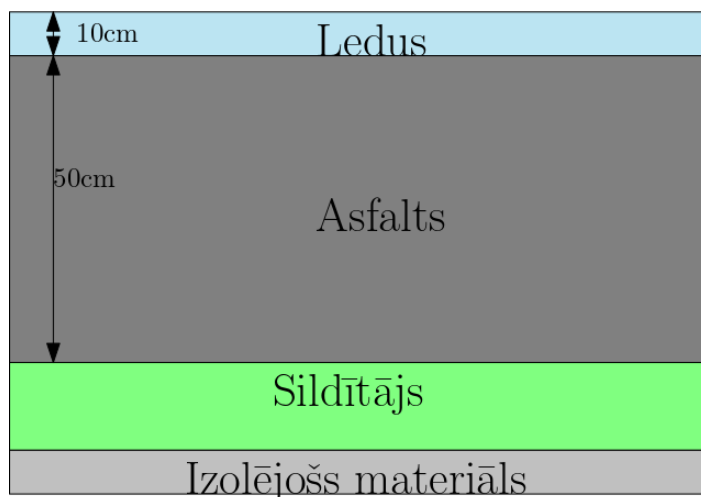 10cm
Ledus
50cm
Asfalts
Sildītājs
Izolējošs materiāls